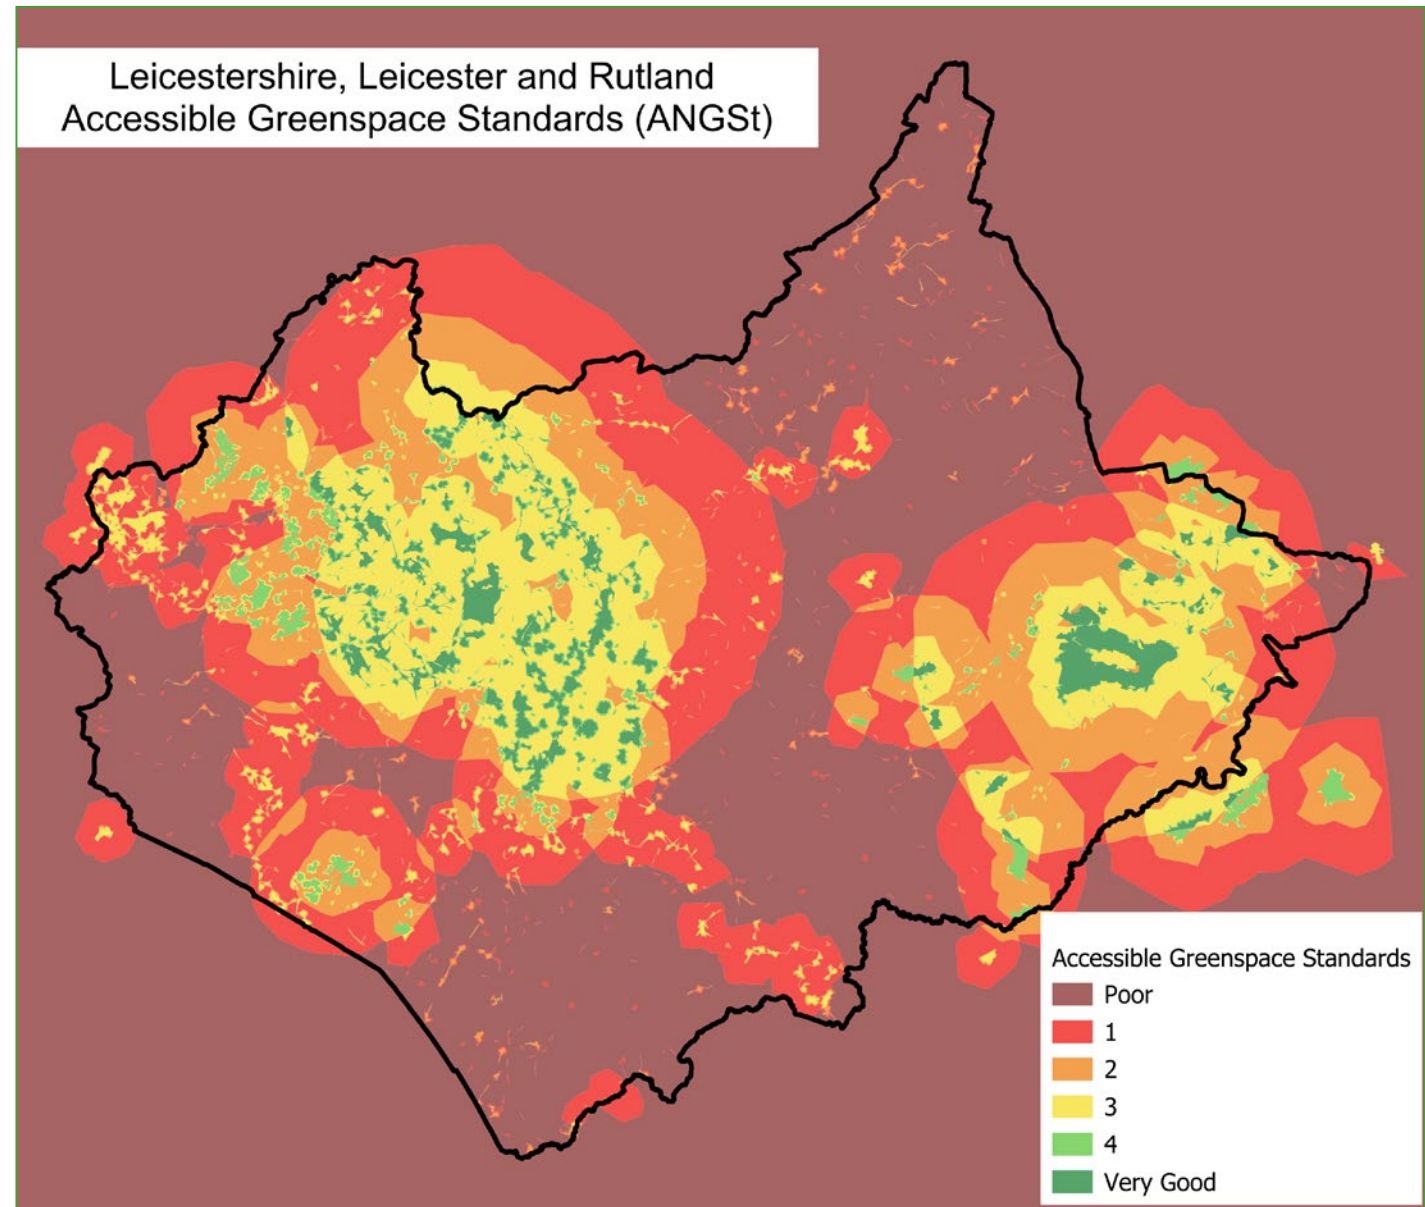 Leicestershire, Leicester and Rutland
Accessible Greenspace Standards (ANGSt)
Accessible Greenspace Standards
Poor
1
2
3
4
Very Good